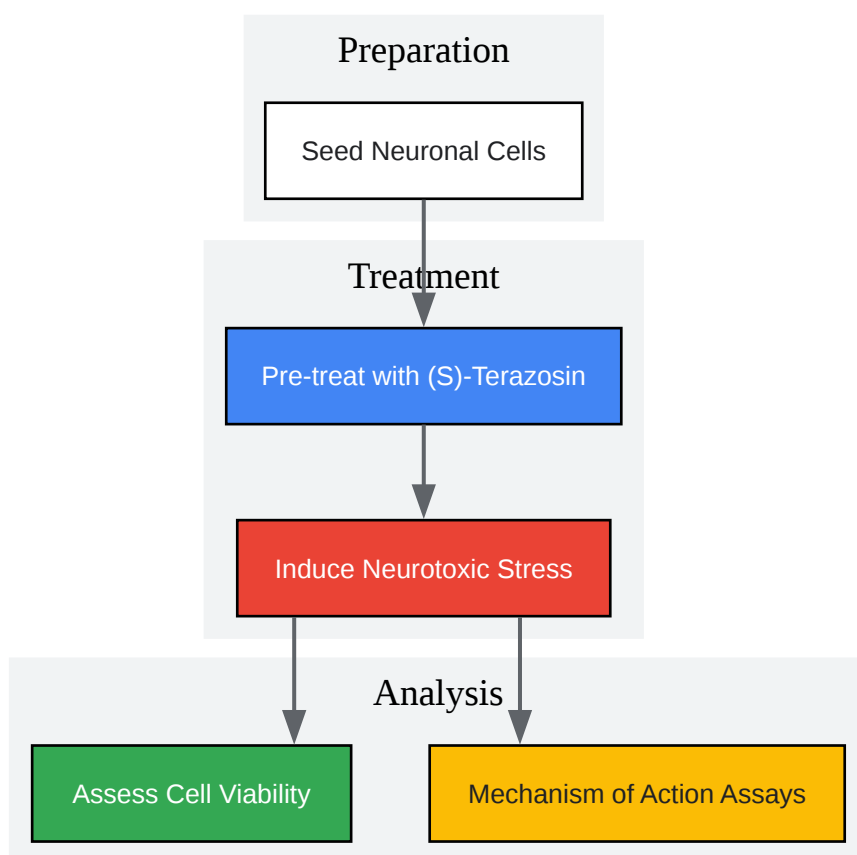 Preparation
Seed Neuronal Cells
Treatment
Pre-treat with (S)-Terazosin
Induce Neurotoxic Stress
Analysis
Assess Cell Viability
Mechanism of Action Assays